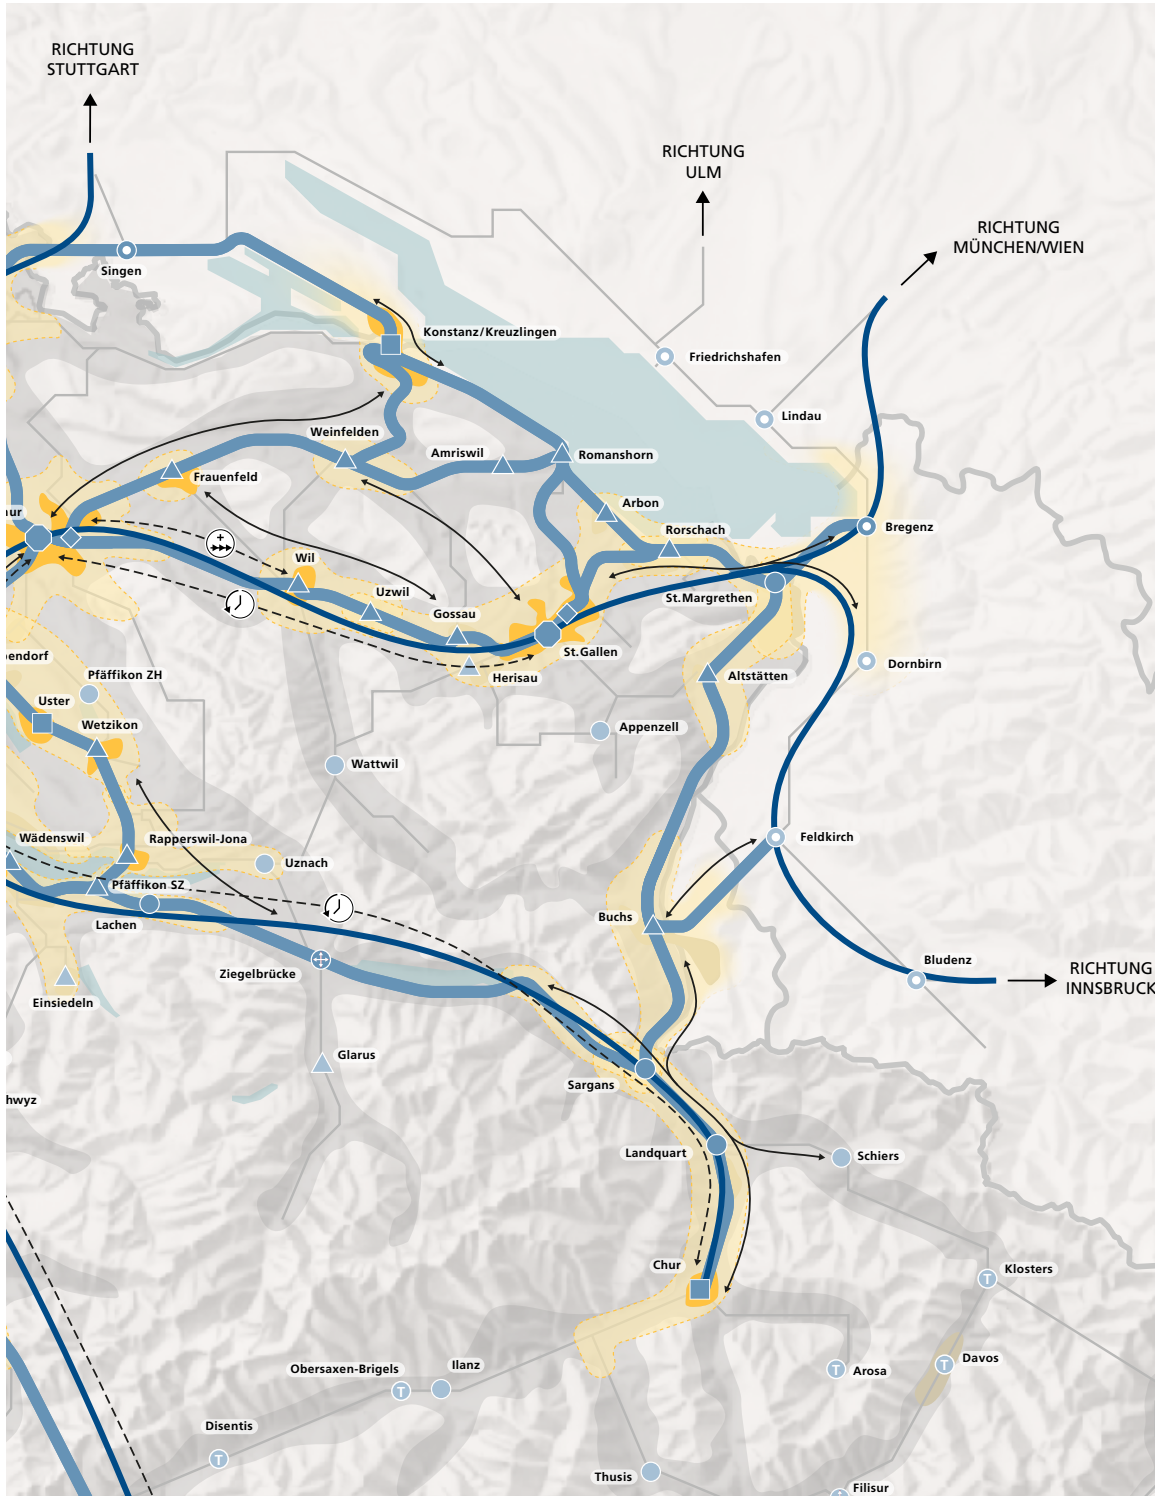 RICHTUNG
STUTTGART
RICHTUNG
ULM
RICHTUNG
MÜNCHEN/WIEN
Singen
Konstanz/Kreuzlingen
Friedrichshafen
Lindau
Weinfelden
Amriswil
Romanshorn
Frauenfeld
Arbon
Rorschach
Bregenz
Wil
Uzwil
Gossau
St.Margrethen
St.Gallen
Herisau
Dornbirn
Altstätten
Pfäffikon ZH
Uster
Wetzikon
Appenzell
Wattwil
Wädenswil
Rapperswil-Jona
Uznach
Feldkirch
Pfäffikon SZ
Lachen
Buchs
Ziegelbrücke
Bludenz
RICHTUNG
INNSBRUCK
Einsiedeln
Glarus
Sargans
hwyz
Landquart
Schiers
Chur
Klosters
T
Obersaxen-Brigels
Ilanz
T
Arosa
T
Davos
T
Disentis
T
Thusis
Filisur